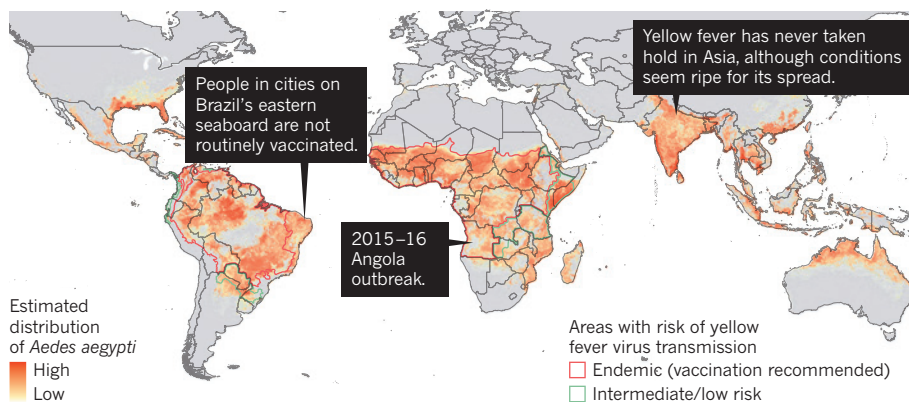 Yellow fever has never taken
hold in Asia, although conditions
seem ripe for its spread.
People in cities on
Brazil's eastern
seaboard are not
routinely vaccinated.
2015–16
Angola
outbreak.
Estimated
distribution
of Aedes aegypti
High
Low
Areas with risk of yellow
fever virus transmission
Endemic (vaccination recommended)
Intermediate/low risk